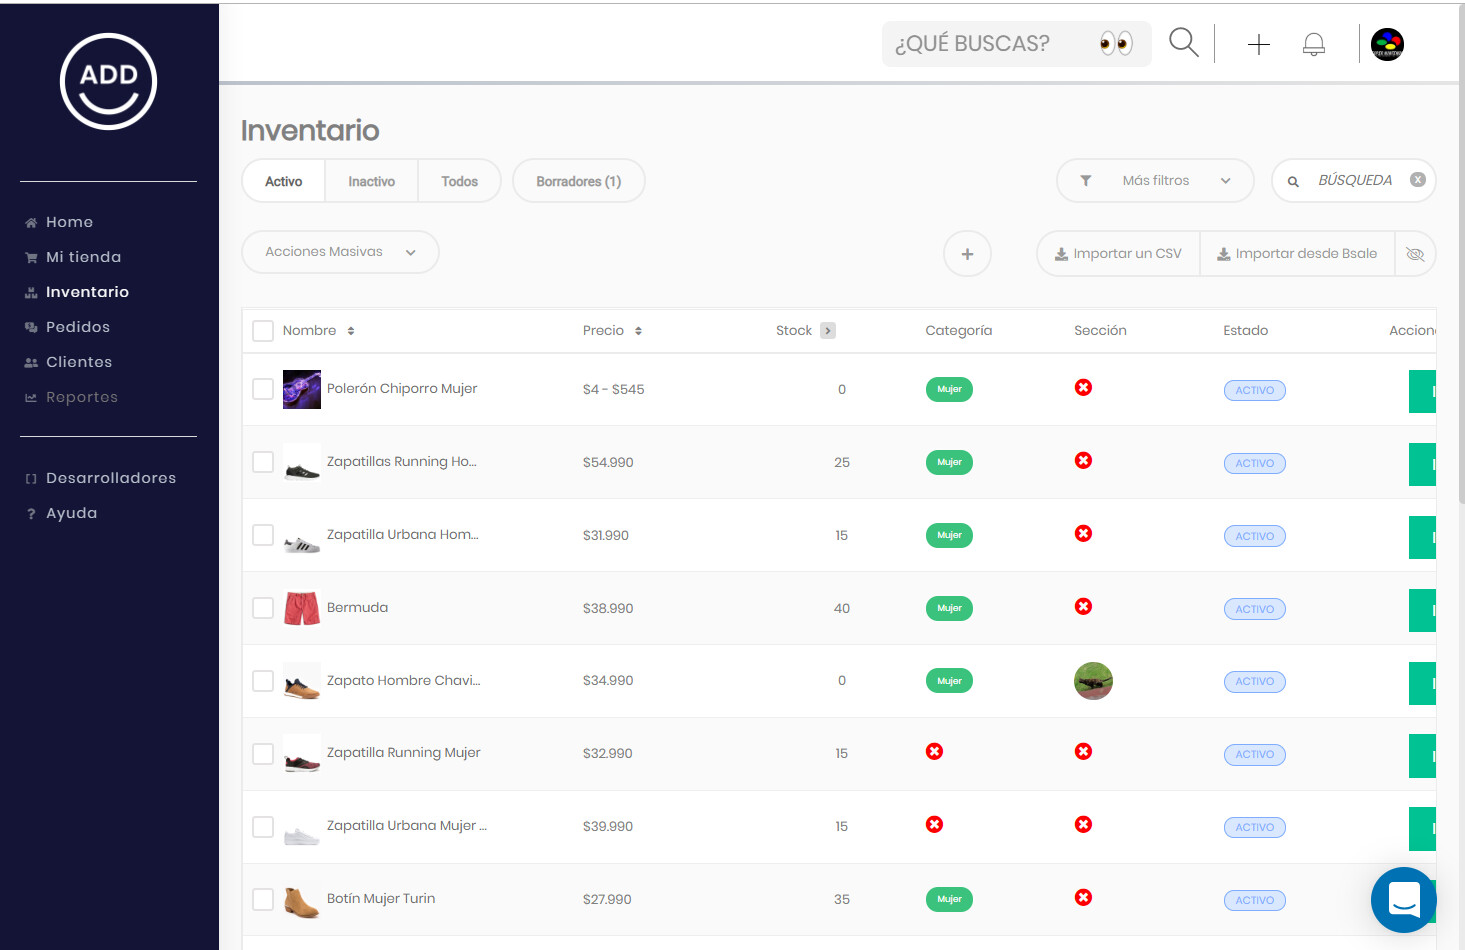 ADD
¿QUÉ BUSCAS?
Home
Mi tienda
Inventario
Pedidos
Clientes
Reportes
Desarrolladores
Ayuda
Inventario
Activo Inactivo Todos Borradores (1) Más filtros BÚSQUEDA
Acciones Masivas + Importar un CSV Importar desde Bsale
Nombre Precio Stock Categoría Sección Estado Accion
Polerón Chiporro Mujer $4 - $545 0 Mujer ACTIVO
Zapatillas Running Ho... $54.990 25 Mujer ACTIVO
Zapatilla Urbana Hom... $31.990 15 Mujer ACTIVO
Bermuda $38.990 40 Mujer ACTIVO
Zapato Hombre Chavi... $34.990 0 Mujer ACTIVO
Zapatilla Running Mujer $32.990 15 ACTIVO
Zapatilla Urbana Mujer ... $39.990 15 ACTIVO
Botín Mujer Turin $27.990 35 Mujer ACTIVO